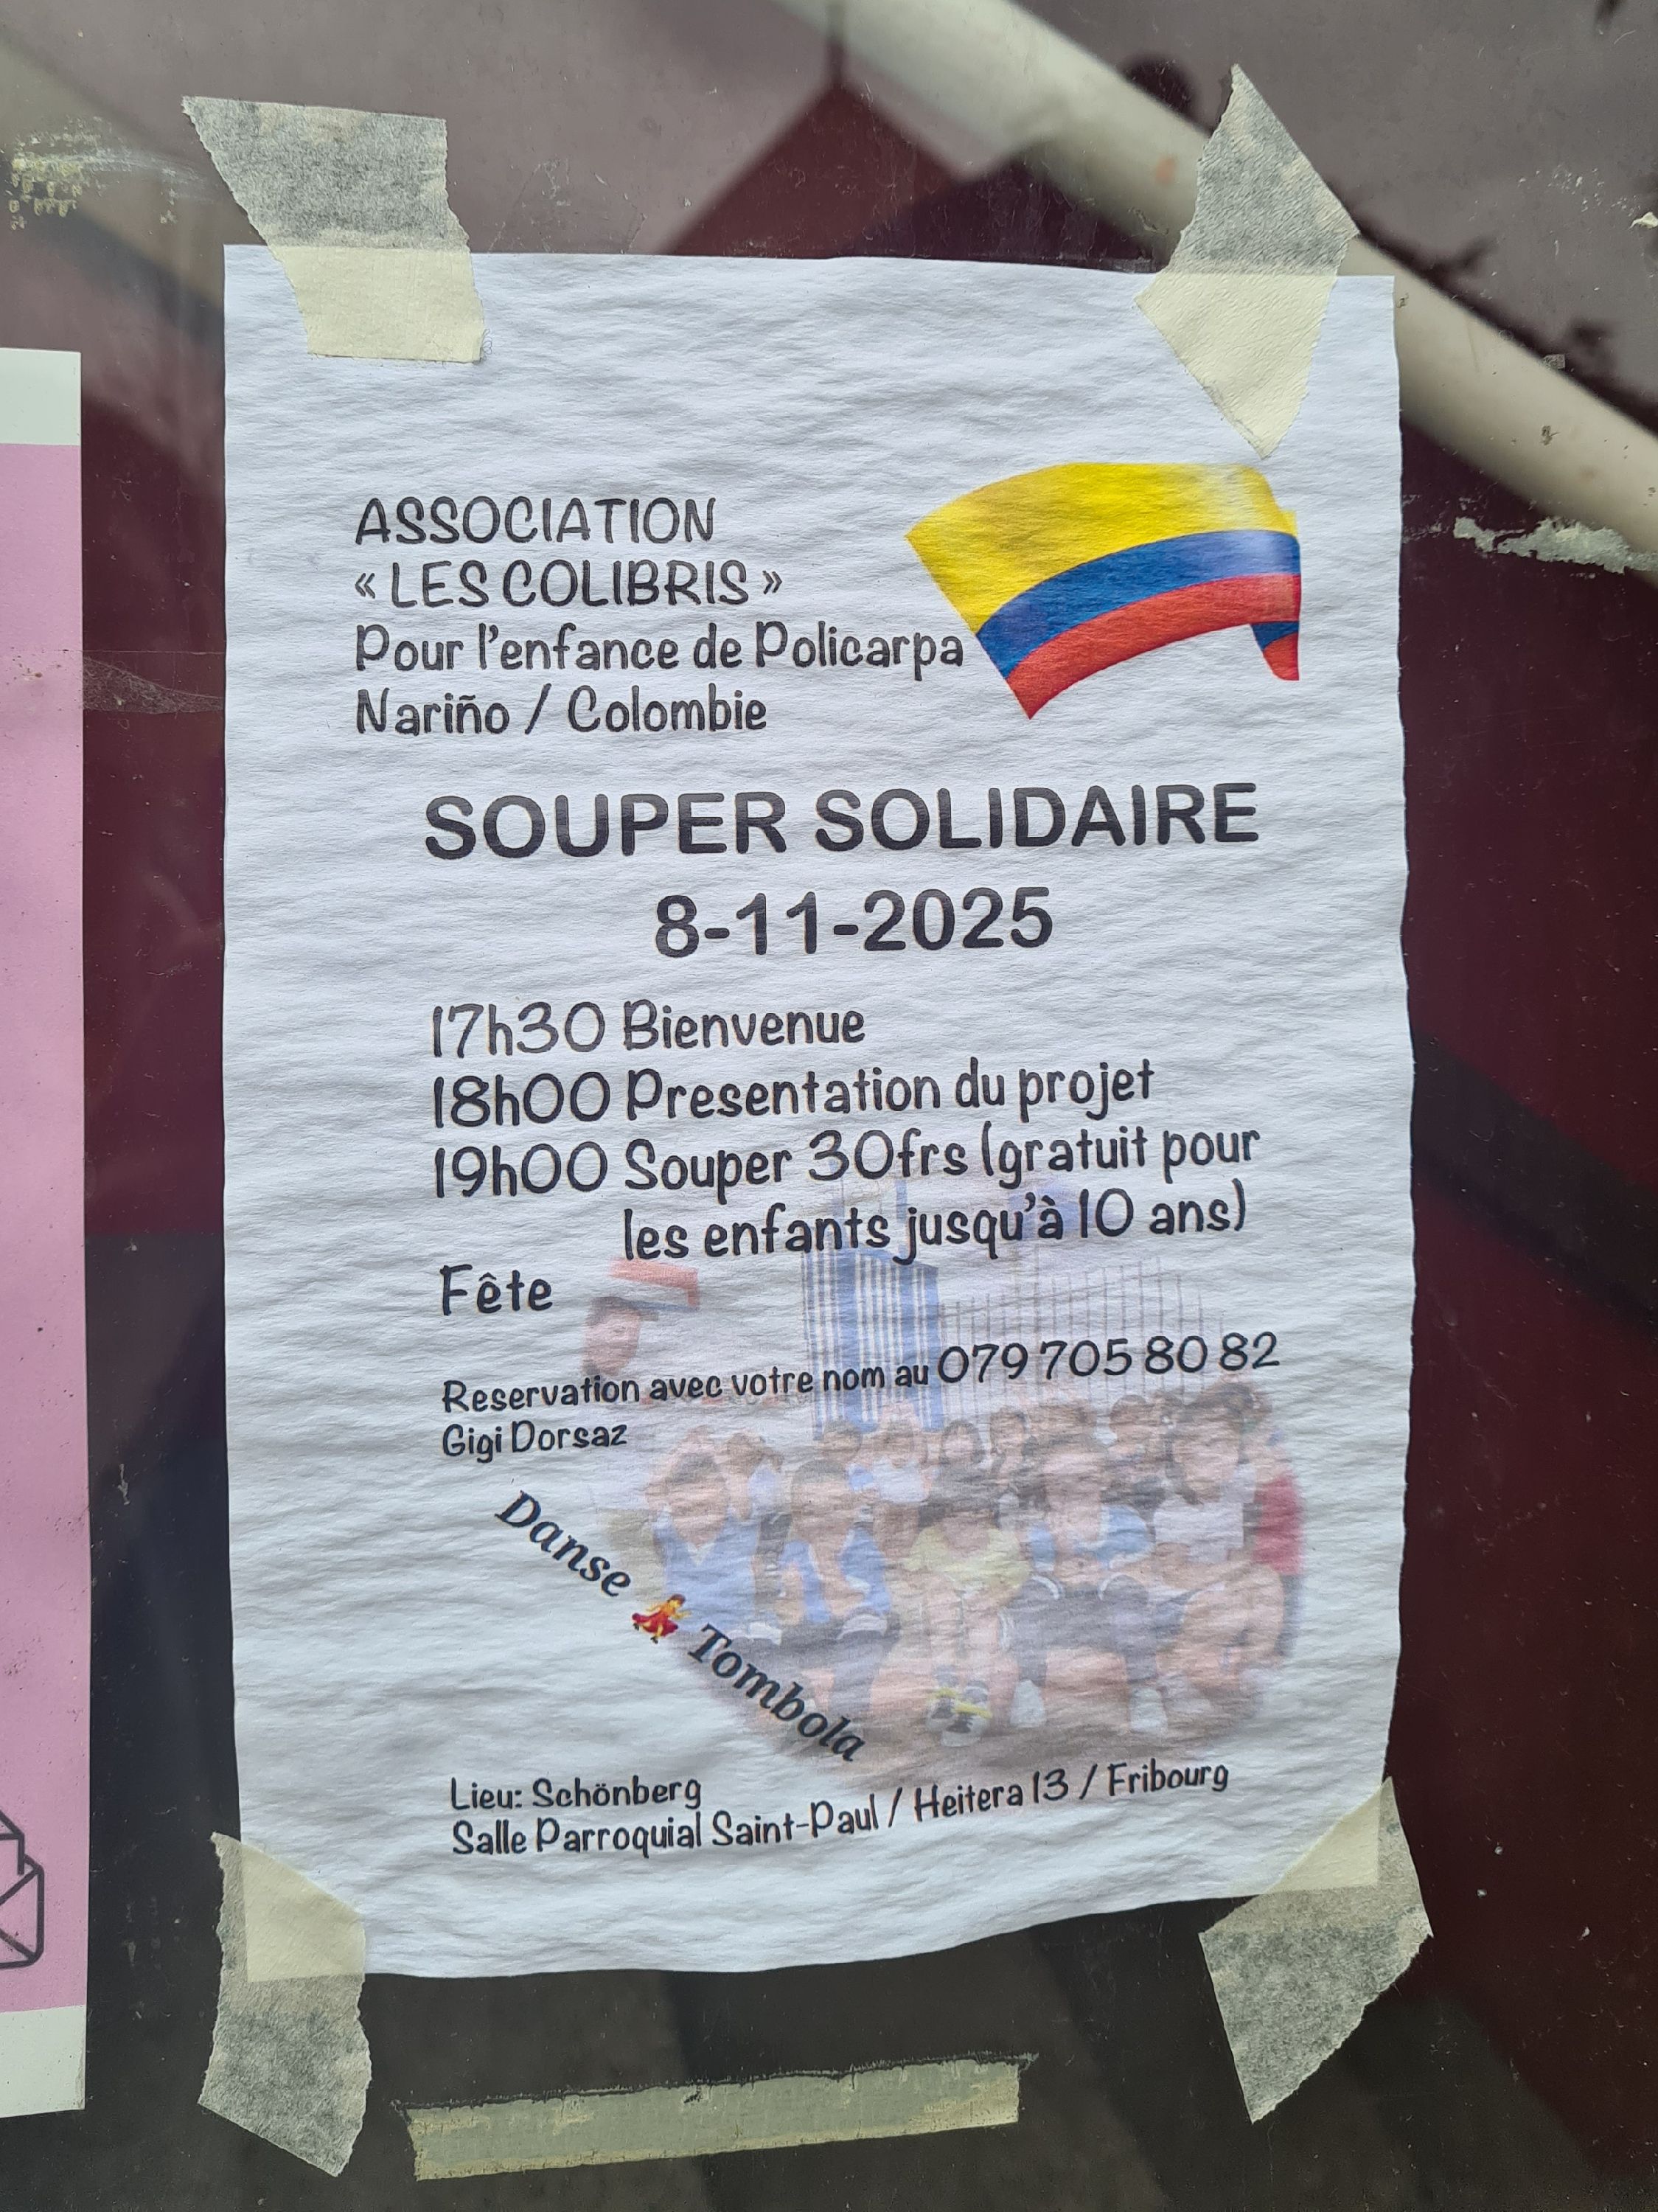 ASSOCIATION
« LES COLIBRIS »
Pour l'enfance de Policarpa
Nariño / Colombie
SOUPER SOLIDAIRE
8-11-2025
17h30 Bienvenue
18h00 Presentation du projet
19h00 Souper 30frs (gratuit pour
les enfants jusqu'à 10 ans)
Fête
Reservation avec votre nom au 079 705 80 82
Gigi Dorsaz
Danse 💃 Tombola
Lieu: Schönberg
Salle Parroquial Saint-Paul / Heitera 13 / Fribourg